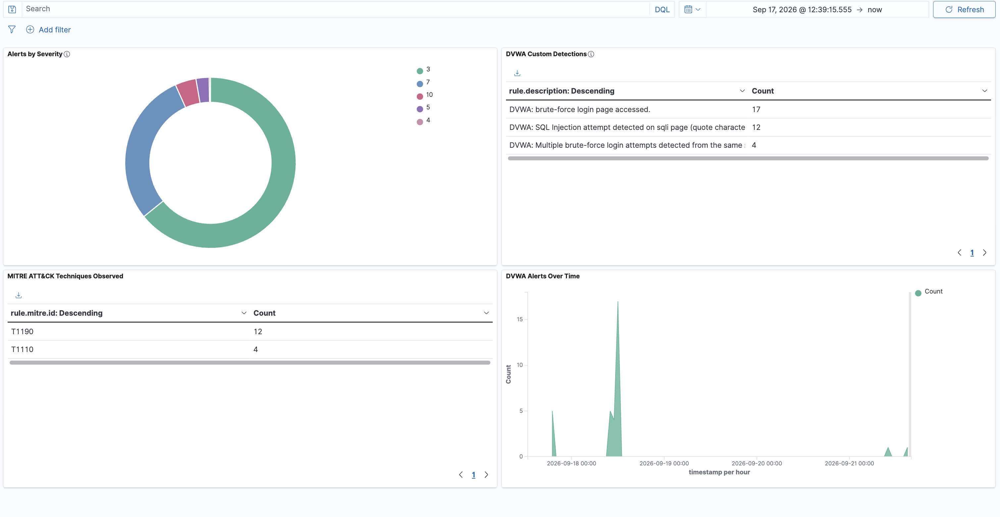 Search
DQL
Sep 17, 2026 @ 12:39:15.555 → now
Refresh
Add filter
Alerts by Severity
3
7
10
5
4
DVWA Custom Detections
rule.description: Descending Count
DVWA: brute-force login page accessed. 17
DVWA: SQL Injection attempt detected on sqli page (quote characte 12
DVWA: Multiple brute-force login attempts detected from the same 4
1
MITRE ATT&CK Techniques Observed
rule.mitre.id: Descending Count
T1190 12
T1110 4
1
DVWA Alerts Over Time
Count
15
10
5
0
Count
2026-09-18 00:00 2026-09-19 00:00 2026-09-20 00:00 2026-09-21 00:00
timestamp per hour